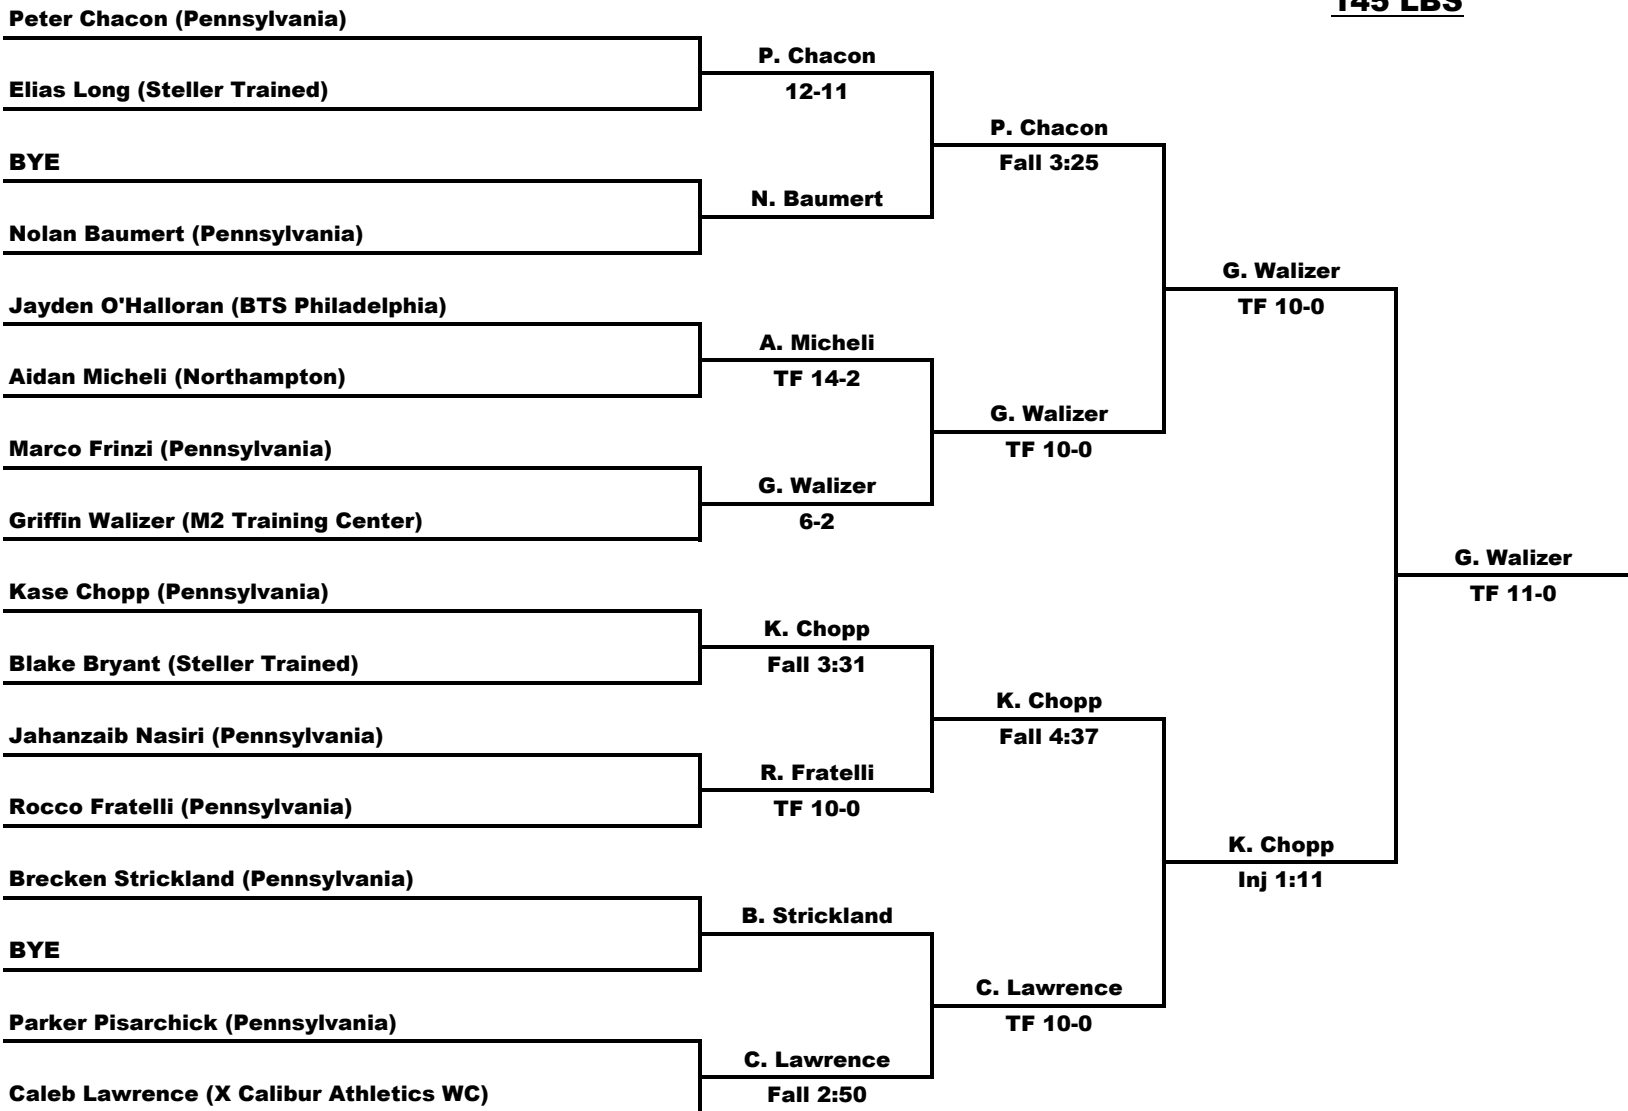 145 LBS
Peter Chacon (Pennsylvania)
P. Chacon
Elias Long (Steller Trained)
12-11
P. Chacon
BYE
Fall 3:25
N. Baumert
Nolan Baumert (Pennsylvania)
G. Walizer
Jayden O'Halloran (BTS Philadelphia)
TF 10-0
A. Micheli
Aidan Micheli (Northampton)
TF 14-2
G. Walizer
Marco Frinzi (Pennsylvania)
TF 10-0
G. Walizer
Griffin Walizer (M2 Training Center)
6-2
G. Walizer
Kase Chopp (Pennsylvania)
TF 11-0
K. Chopp
Blake Bryant (Steller Trained)
Fall 3:31
K. Chopp
Jahanzaib Nasiri (Pennsylvania)
Fall 4:37
R. Fratelli
Rocco Fratelli (Pennsylvania)
TF 10-0
K. Chopp
Brecken Strickland (Pennsylvania)
Inj 1:11
B. Strickland
BYE
C. Lawrence
Parker Pisarchick (Pennsylvania)
TF 10-0
C. Lawrence
Caleb Lawrence (X Calibur Athletics WC)
Fall 2:50